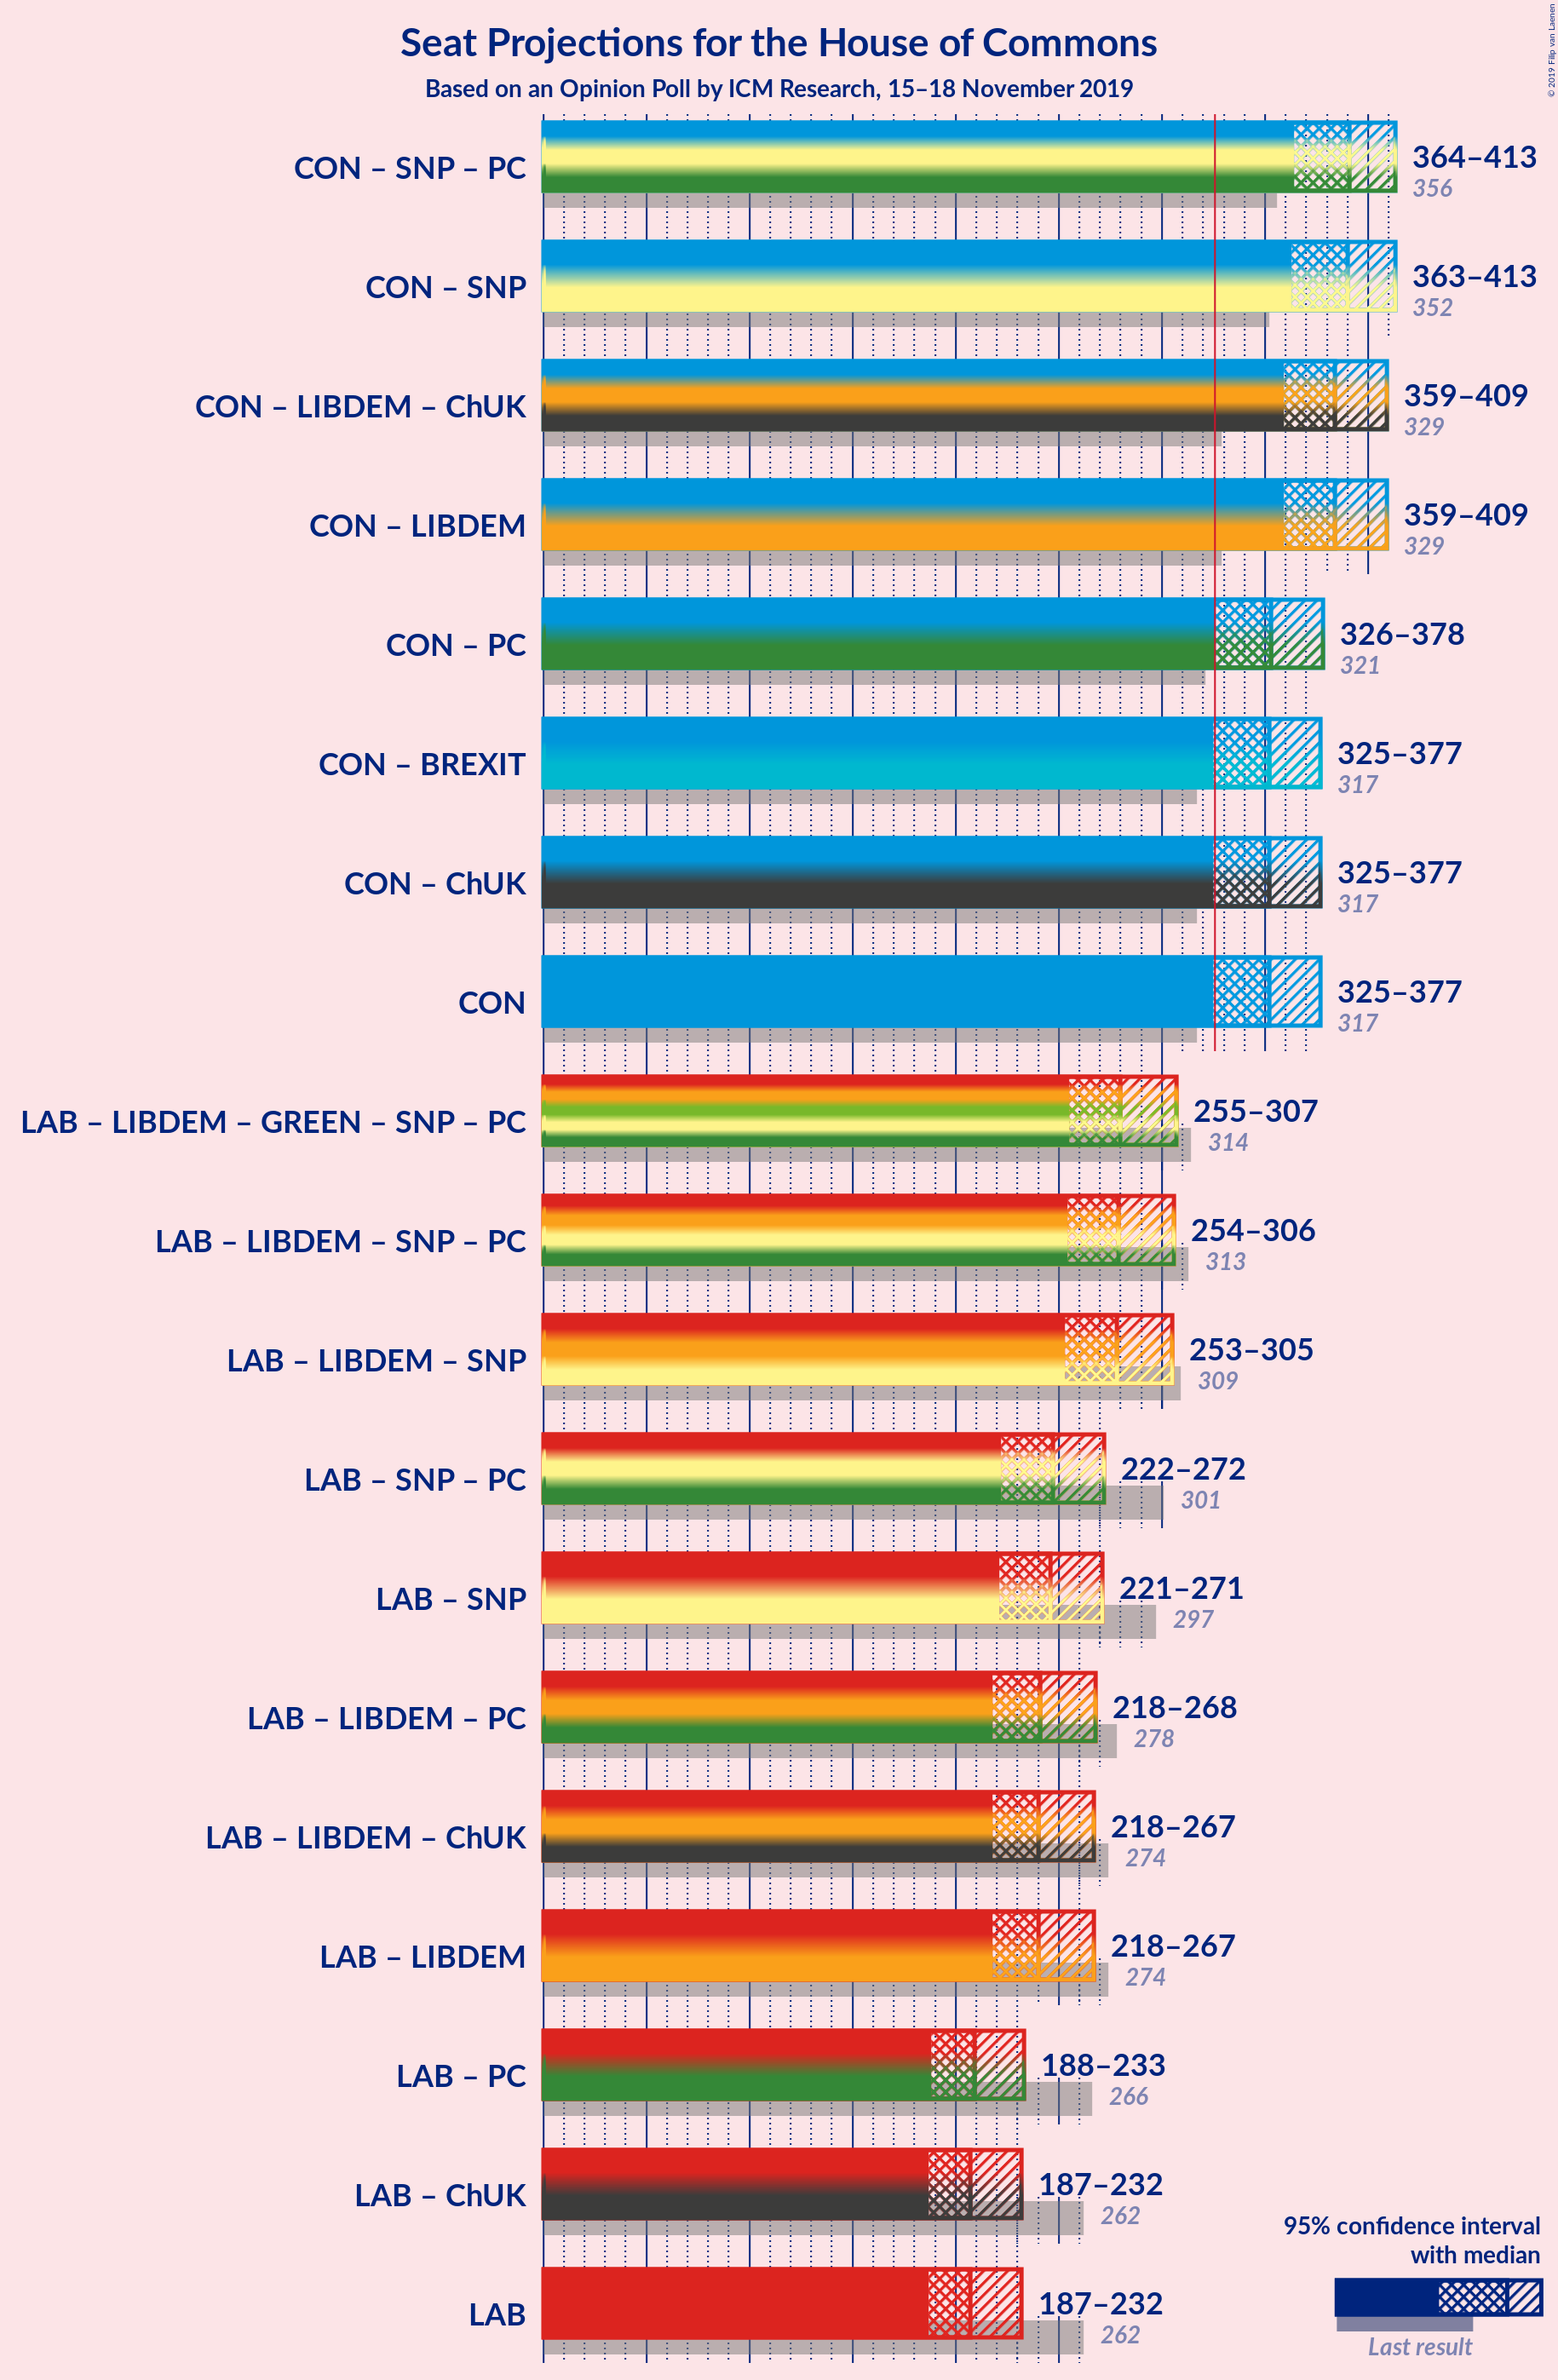 Seat Projections for the House of Commons
Based on an Opinion Poll by ICM Research, 15–18 November 2019
© 2019 Filip van Laenen
CON – SNP – PC
364–413
356
CON – SNP
363–413
352
CON – LIBDEM – ChUK
359–409
329
CON – LIBDEM
359–409
329
CON – PC
326–378
321
CON – BREXIT
325–377
317
CON – ChUK
325–377
317
CON
325–377
317
LAB – LIBDEM – GREEN – SNP – PC
255–307
314
LAB – LIBDEM – SNP – PC
254–306
313
LAB – LIBDEM – SNP
253–305
309
LAB – SNP – PC
222–272
301
LAB – SNP
221–271
297
LAB – LIBDEM – PC
218–268
278
LAB – LIBDEM – ChUK
218–267
274
LAB – LIBDEM
218–267
274
LAB – PC
188–233
266
LAB – ChUK
187–232
262
LAB
187–232
262
95% confidence interval
with median
Last result